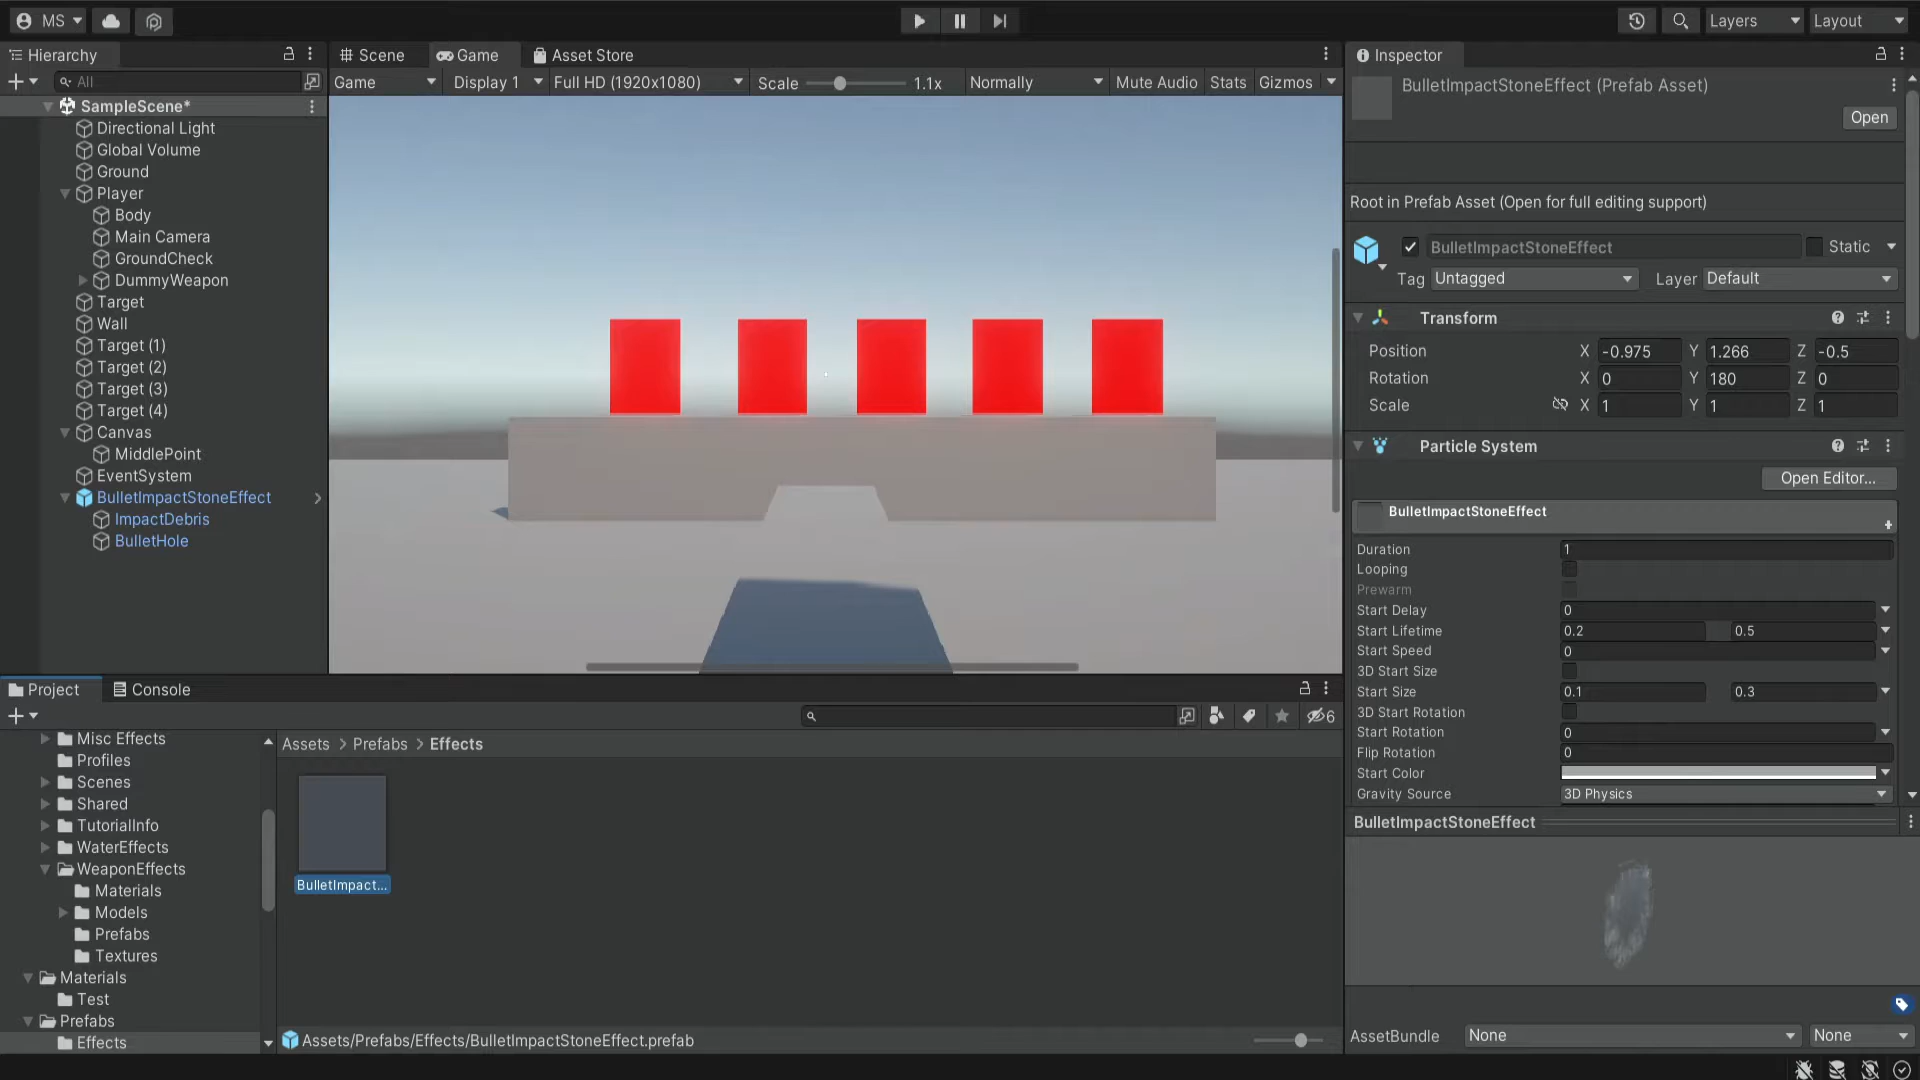 MS
Layers
Layout
Hierarchy
All
SampleScene*
Directional Light
Global Volume
Ground
Player
Body
Main Camera
GroundCheck
DummyWeapon
Target
Wall
Target (1)
Target (2)
Target (3)
Target (4)
Canvas
MiddlePoint
EventSystem
BulletImpactStoneEffect
ImpactDebris
BulletHole
Scene
Game
Asset Store
Game
Display 1
Full HD (1920x1080)
Scale
1.1x
Normally
Mute Audio
Stats
Gizmos
Inspector
BulletImpactStoneEffect (Prefab Asset)
Open
Root in Prefab Asset (Open for full editing support)
BulletImpactStoneEffect
Static
Tag
Untagged
Layer
Default
Transform
Position X -0.975 Y 1.266 Z -0.5
Rotation X 0 Y 180 Z 0
Scale X 1 Y 1 Z 1
Particle System
Open Editor...
BulletImpactStoneEffect
Duration 1
Looping
Prewarm
Start Delay 0
Start Lifetime 0.2 0.5
Start Speed 0
3D Start Size
Start Size 0.1 0.3
3D Start Rotation
Start Rotation 0
Flip Rotation 0
Start Color
Gravity Source 3D Physics
BulletImpactStoneEffect
AssetBundle None None
Project
Console
6
Misc Effects
Profiles
Scenes
Shared
TutorialInfo
WaterEffects
WeaponEffects
Materials
Models
Prefabs
Textures
Materials
Test
Prefabs
Effects
Assets > Prefabs > Effects
BulletImpact...
Assets/Prefabs/Effects/BulletImpactStoneEffect.prefab